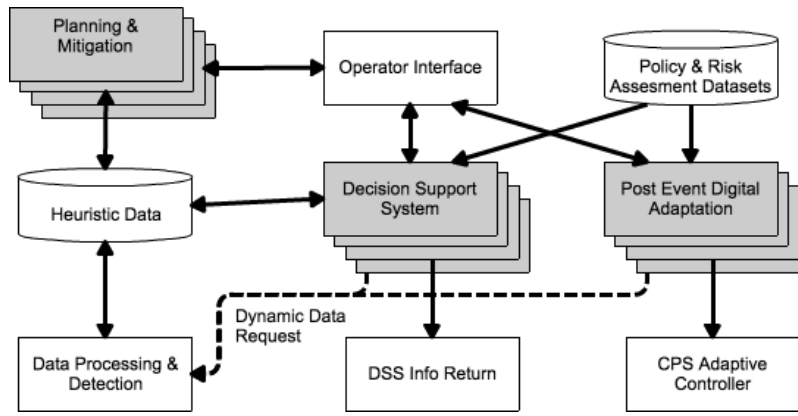 Planning &
Mitigation
Operator Interface
Policy & Risk
Assesment Datasets
Heuristic Data
Decision Support
System
Post Event Digital
Adaptation
Dynamic Data
Request
Data Processing &
Detection
DSS Info Return
CPS Adaptive
Controller